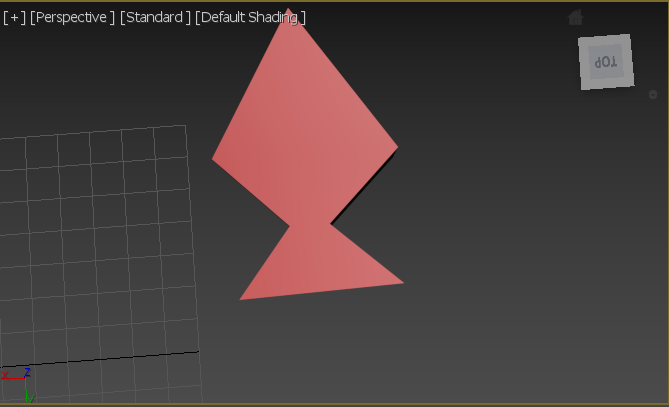 [+] [Perspective ] [Standard ] [Default Shading ]
TOP
x z
y